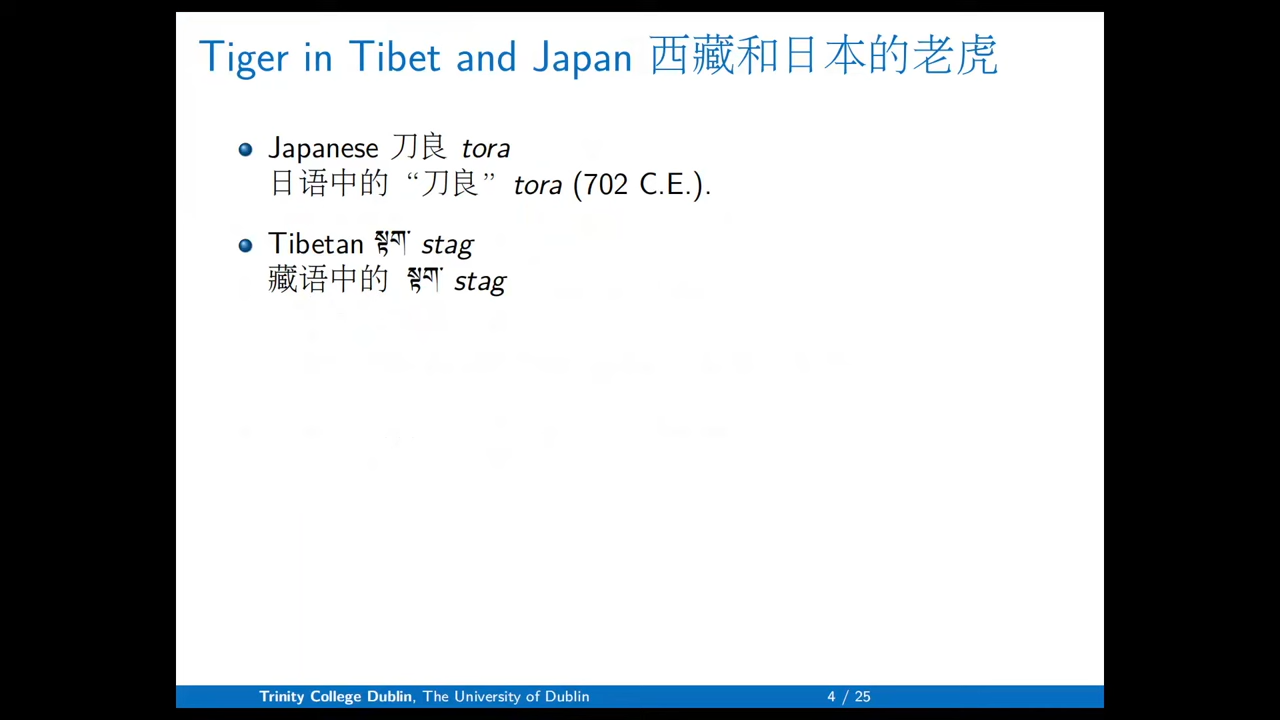 Tiger in Tibet and Japan 西藏和日本的老虎
Japanese 刀良 tora
日语中的 “刀良” tora (702 C.E.).
Tibetan སྟག་ stag
藏语中的 སྟག་ stag
Trinity College Dublin, The University of Dublin 4 / 25